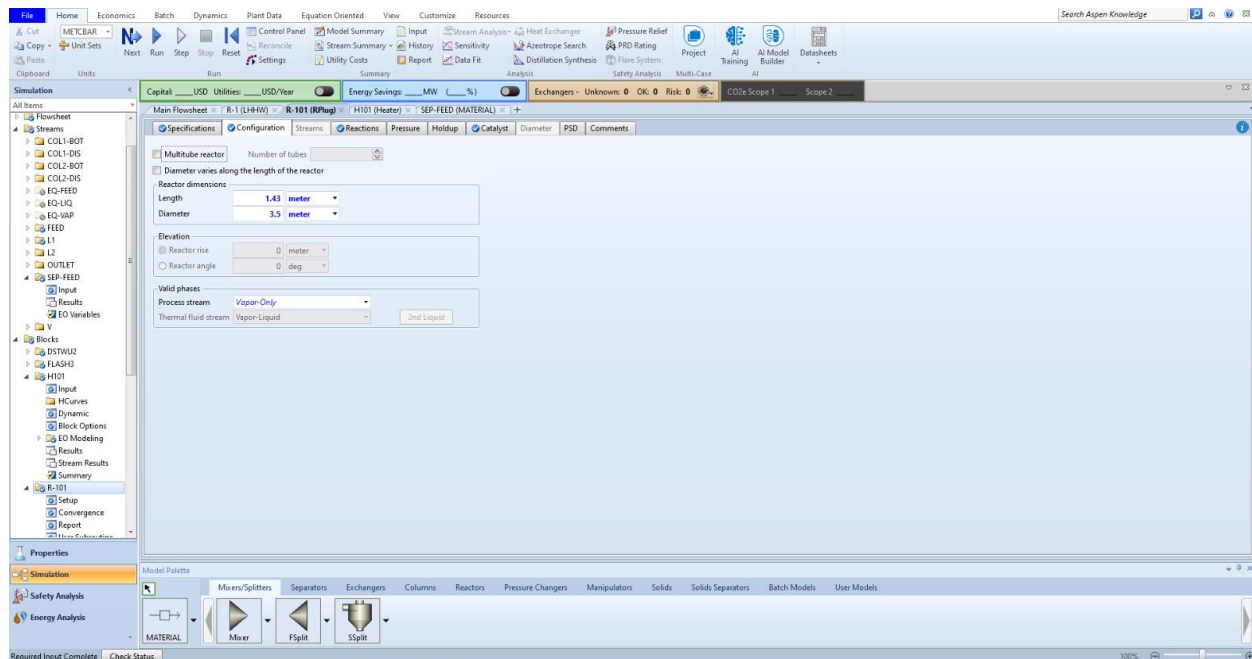 File Home Economics Batch Dynamics Plant Data Equation Oriented View Customize Resources Search Aspen Knowledge
Cut METCBAR Control Panel Model Summary Input Stream Analysis Heat Exchanger Pressure Relief
Copy Unit Sets Next Run Step Stop Reset Reconcile Stream Summary History Sensitivity Azeotrope Search PRD Rating Project AI Training AI Model Builder Datasheets
Paste Settings Utility Costs Report Data Fit Distillation Synthesis Flare System
Clipboard Units Run Summary Analysis Safety Analysis Multi-Case AI
Simulation Capital: ____USD Utilities: ____USD/Year Energy Savings: ____MW (____%) Exchangers - Unknown: 0 OK: 0 Risk: 0 CO2e Scope 1 ____ Scope 2 ____
All Items Main Flowsheet R-1 (LHHW) R-101 (RPlug) H101 (Heater) SEP-FEED (MATERIAL) +
Flowsheet
Streams Specifications Configuration Streams Reactions Pressure Holdup Catalyst Diameter PSD Comments
COL1-BOT
COL1-DIS Multitube reactor Number of tubes
COL2-BOT
COL2-DIS Diameter varies along the length of the reactor
EQ-FEED Reactor dimensions
EQ-LIQ Length 1.43 meter
EQ-VAP Diameter 3.5 meter
FEED
L1 Elevation
L2 Reactor rise 0 meter
OUTLET Reactor angle 0 deg
SEP-FEED
Input Valid phases
Results Process stream Vapor-Only
EO Variables Thermal fluid stream Vapor-Liquid 2nd Liquid
V
Blocks
DSTWU2
FLASH3
H101
Input
HCurves
Dynamic
Block Options
EO Modeling
Results
Stream Results
Summary
R-101
Setup
Convergence
Report
User Subroutine
Properties
Simulation Model Palette
Mixers/Splitters Separators Exchangers Columns Reactors Pressure Changers Manipulators Solids Solids Separators Batch Models User Models
Safety Analysis
Energy Analysis
MATERIAL Mixer FSplit SSplit
Required Input Complete Check Status 100%